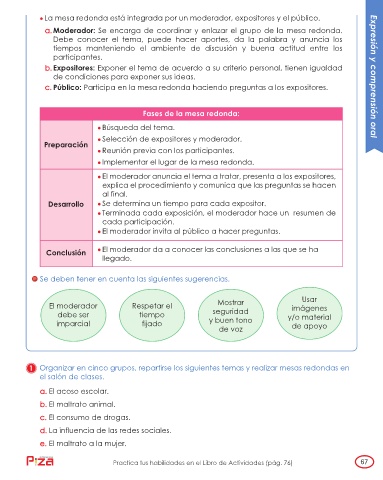 • La mesa redonda está integrada por un moderador, expositores y el público.
a. Moderador: Se encarga de coordinar y enlazar el grupo de la mesa redonda.
Debe conocer el tema, puede hacer aportes, da la palabra y anuncia los
tiempos manteniendo el ambiente de discusión y buena actitud entre los
participantes.
b. Expositores: Exponer el tema de acuerdo a su criterio personal, tienen igualdad
de condiciones para exponer sus ideas.
c. Público: Participa en la mesa redonda haciendo preguntas a los expositores.
Expresión y comprensión oral
Fases de la mesa redonda:
Preparación
• Búsqueda del tema.
• Selección de expositores y moderador.
• Reunión previa con los participantes.
• Implementar el lugar de la mesa redonda.
Desarrollo
• El moderador anuncia el tema a tratar, presenta a los expositores,
explica el procedimiento y comunica que las preguntas se hacen
al final.
• Se determina un tiempo para cada expositor.
• Terminada cada exposición, el moderador hace un resumen de
cada participación.
• El moderador invita al público a hacer preguntas.
Conclusión
• El moderador da a conocer las conclusiones a las que se ha
llegado.
Se deben tener en cuenta las siguientes sugerencias.
El moderador
debe ser
imparcial
Respetar el
tiempo
fijado
Mostrar
seguridad
y buen tono
de voz
Usar
imágenes
y/o material
de apoyo
1 Organizar en cinco grupos, repartirse los siguientes temas y realizar mesas redondas en
el salón de clases.
a. El acoso escolar.
b. El maltrato animal.
c. El consumo de drogas.
d. La influencia de las redes sociales.
e. El maltrato a la mujer.
Piza
Practica tus habilidades en el Libro de Actividades (pág. 76)
67